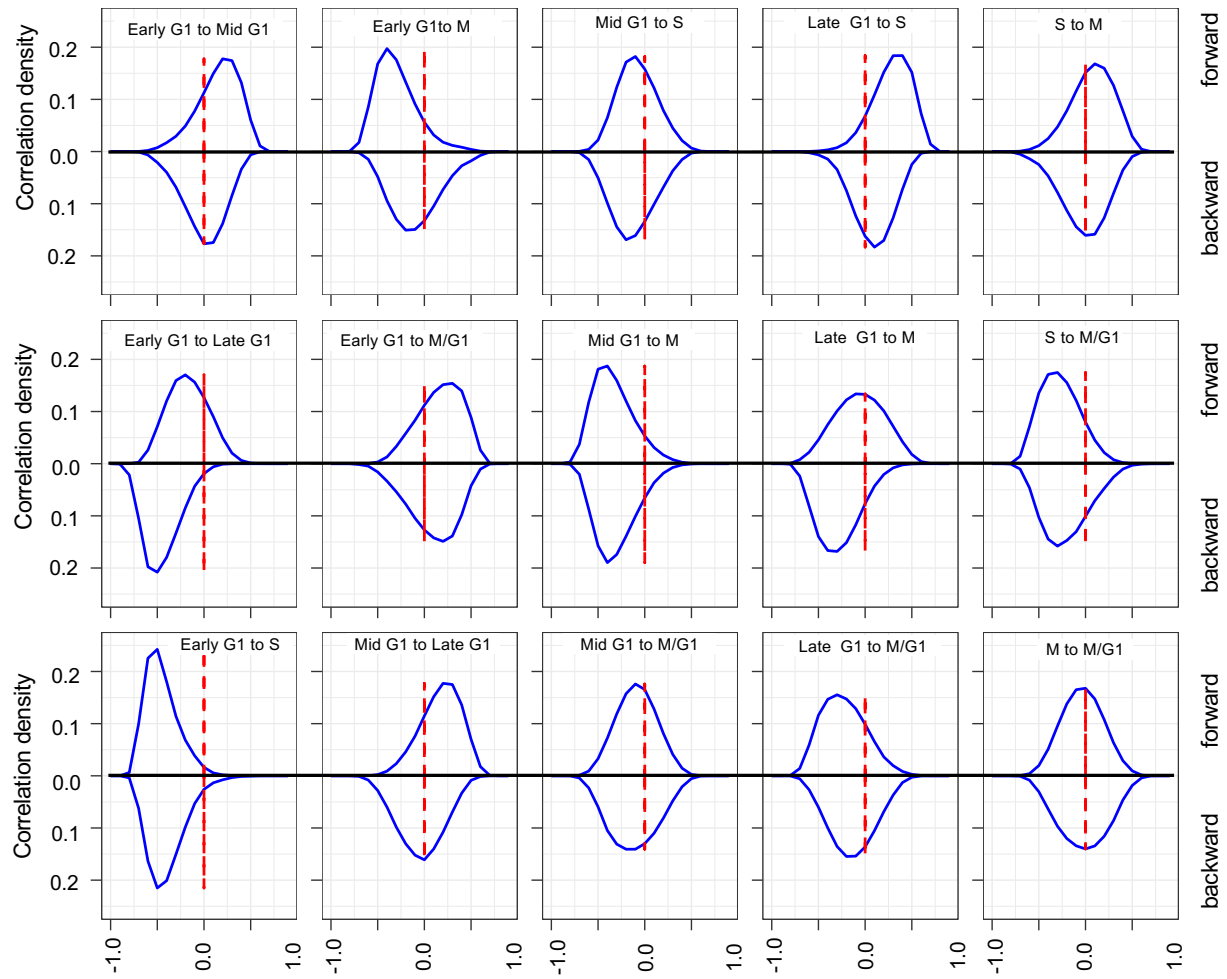 Early G1 to Mid G1
Early G1to M
Mid G1 to S
Late G1 to S
S to M
Correlation density
0.2
0.1
0.0
0.1
0.2
forward
backward
Early G1 to Late G1
Early G1 to M/G1
Mid G1 to M
Late G1 to M
S to M/G1
Correlation density
0.2
0.1
0.0
0.1
0.2
forward
backward
Early G1 to S
Mid G1 to Late G1
Mid G1 to M/G1
Late G1 to M/G1
M to M/G1
Correlation density
0.2
0.1
0.0
0.1
0.2
forward
backward
-1.0 0.0 1.0 -1.0 0.0 1.0 -1.0 0.0 1.0 -1.0 0.0 1.0 -1.0 0.0 1.0